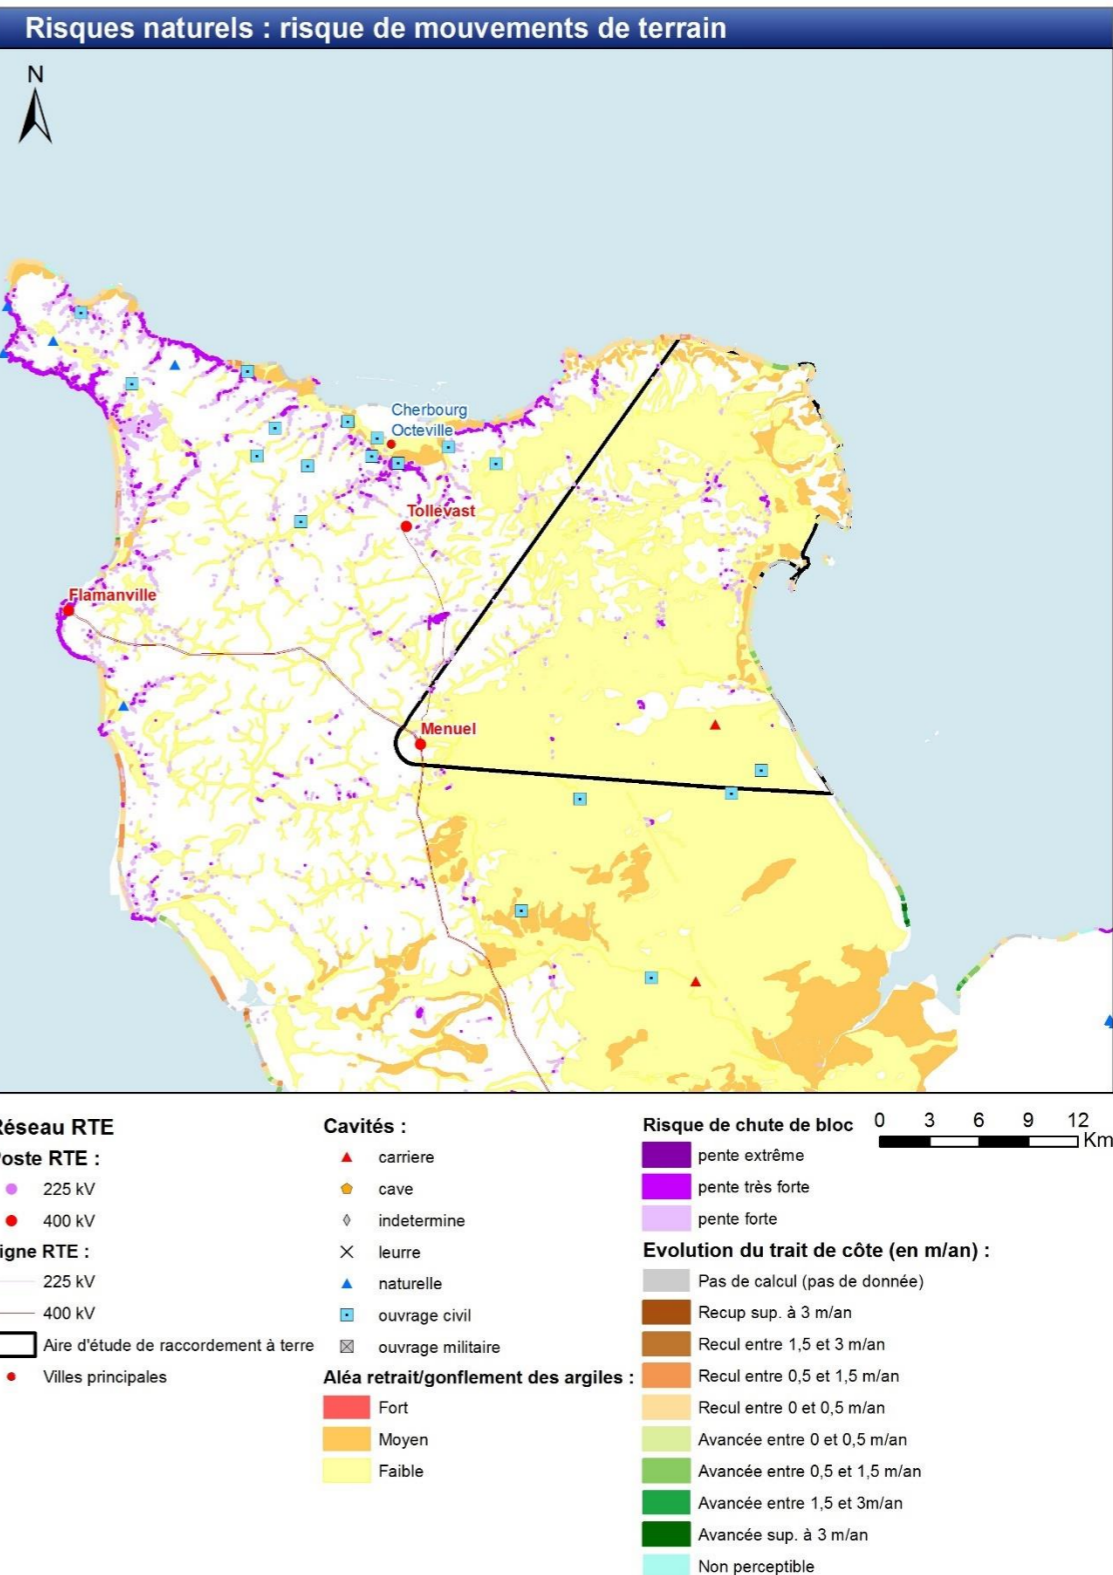 Risques naturels : risque de mouvements de terrain
N
Cherbourg
Octeville
Tollevast
Flamanville
Menuel
Réseau RTE
Poste RTE :
225 kV
400 kV
igne RTE :
225 kV
400 kV
Aire d'étude de raccordement à terre
Villes principales
Cavités :
carriere
cave
indetermine
leurre
naturelle
ouvrage civil
ouvrage militaire
Aléa retrait/gonflement des argiles :
Fort
Moyen
Faible
Risque de chute de bloc
pente extrême
pente très forte
pente forte
Evolution du trait de côte (en m/an) :
Pas de calcul (pas de donnée)
Recup sup. à 3 m/an
Recul entre 1,5 et 3 m/an
Recul entre 0,5 et 1,5 m/an
Recul entre 0 et 0,5 m/an
Avancée entre 0 et 0,5 m/an
Avancée entre 0,5 et 1,5 m/an
Avancée entre 1,5 et 3m/an
Avancée sup. à 3 m/an
Non perceptible
0 3 6 9 12
Km